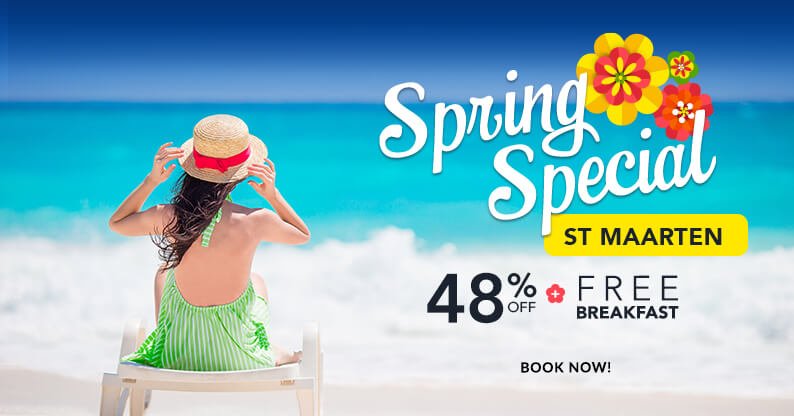 Spring
Special
ST MAARTEN
48% OFF + FREE
BREAKFAST
BOOK NOW!